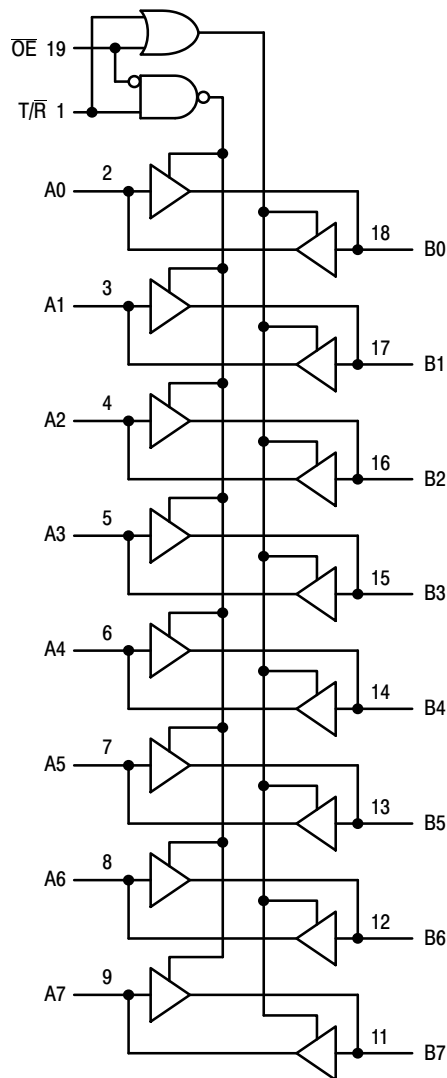 O̅E̅ 19
T/R̅ 1
A0 2
18 B0
A1 3
17 B1
A2 4
16 B2
A3 5
15 B3
A4 6
14 B4
A5 7
13 B5
A6 8
12 B6
A7 9
11 B7